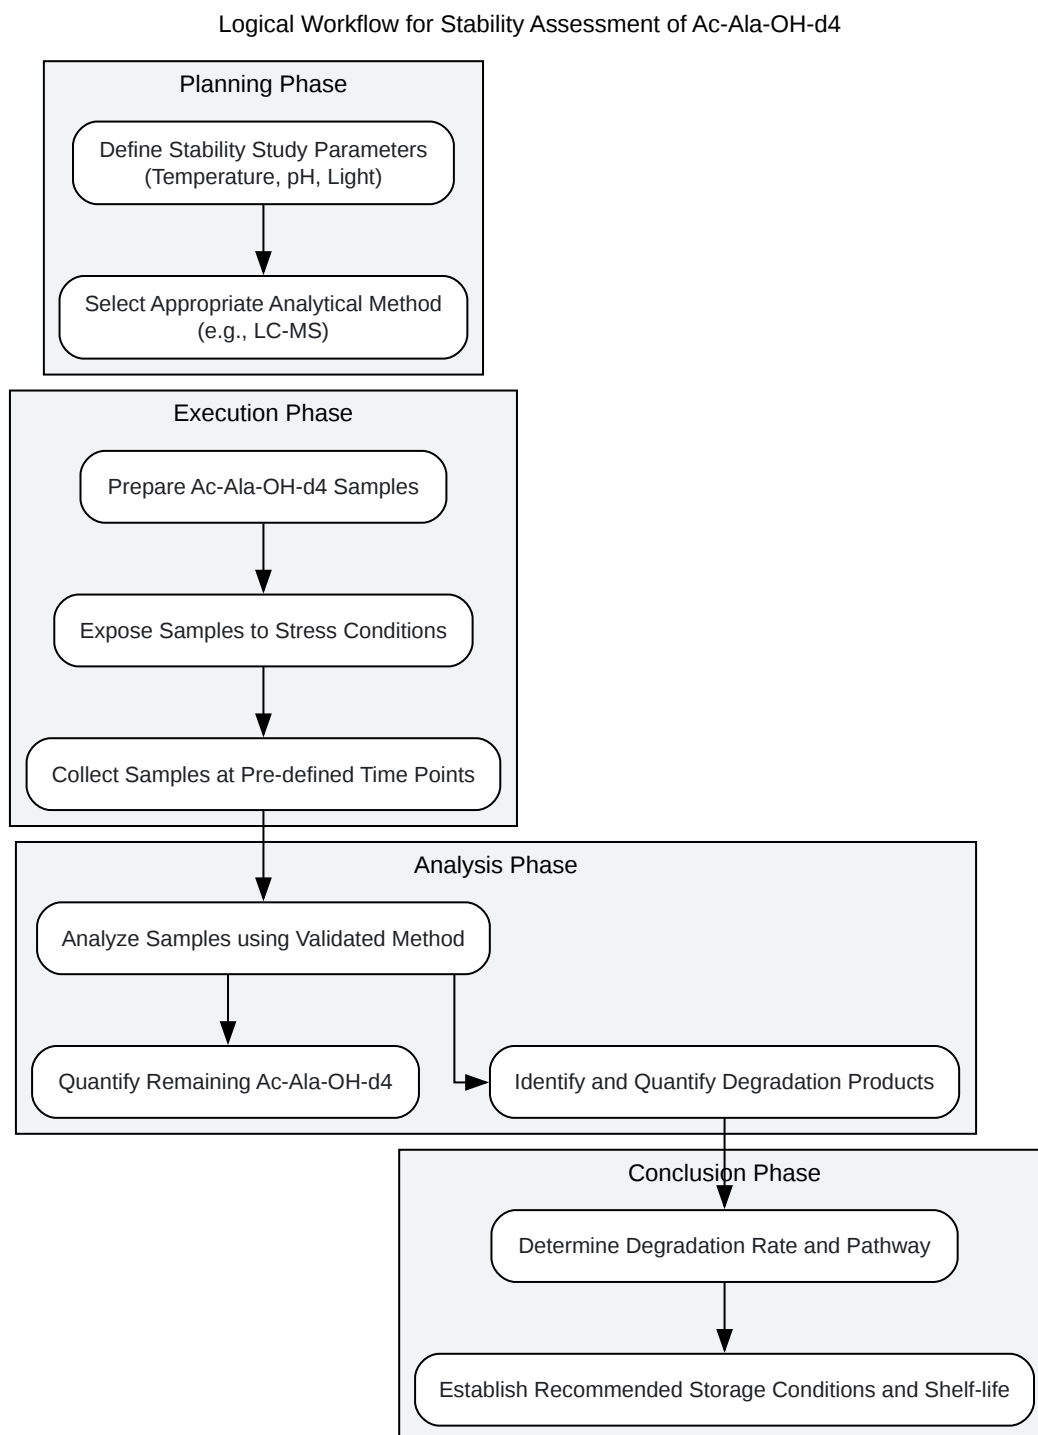 Logical Workflow for Stability Assessment of Ac-Ala-OH-d4
Planning Phase
Define Stability Study Parameters
(Temperature, pH, Light)
Select Appropriate Analytical Method
(e.g., LC-MS)
Execution Phase
Prepare Ac-Ala-OH-d4 Samples
Expose Samples to Stress Conditions
Collect Samples at Pre-defined Time Points
Analysis Phase
Analyze Samples using Validated Method
Quantify Remaining Ac-Ala-OH-d4
Identify and Quantify Degradation Products
Conclusion Phase
Determine Degradation Rate and Pathway
Establish Recommended Storage Conditions and Shelf-life